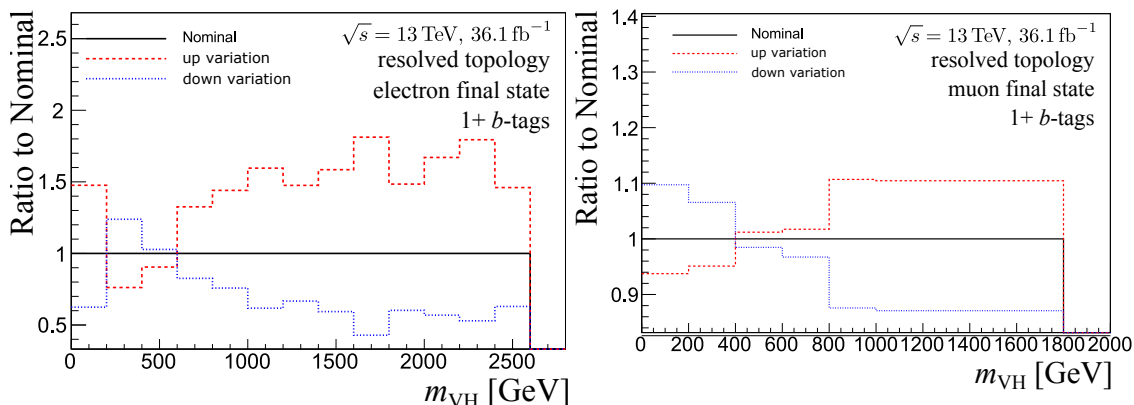 Ratio to Nominal
2.5
2
1.5
1
0.5
Nominal
up variation
down variation
√s = 13 TeV, 36.1 fb⁻¹
resolved topology
electron final state
1+ b-tags
0 500 1000 1500 2000 2500
m_VH [GeV]
Ratio to Nominal
1.4
1.3
1.2
1.1
1
0.9
Nominal
up variation
down variation
√s = 13 TeV, 36.1 fb⁻¹
resolved topology
muon final state
1+ b-tags
0 200 400 600 800 1000 1200 1400 1600 1800 2000
m_VH [GeV]